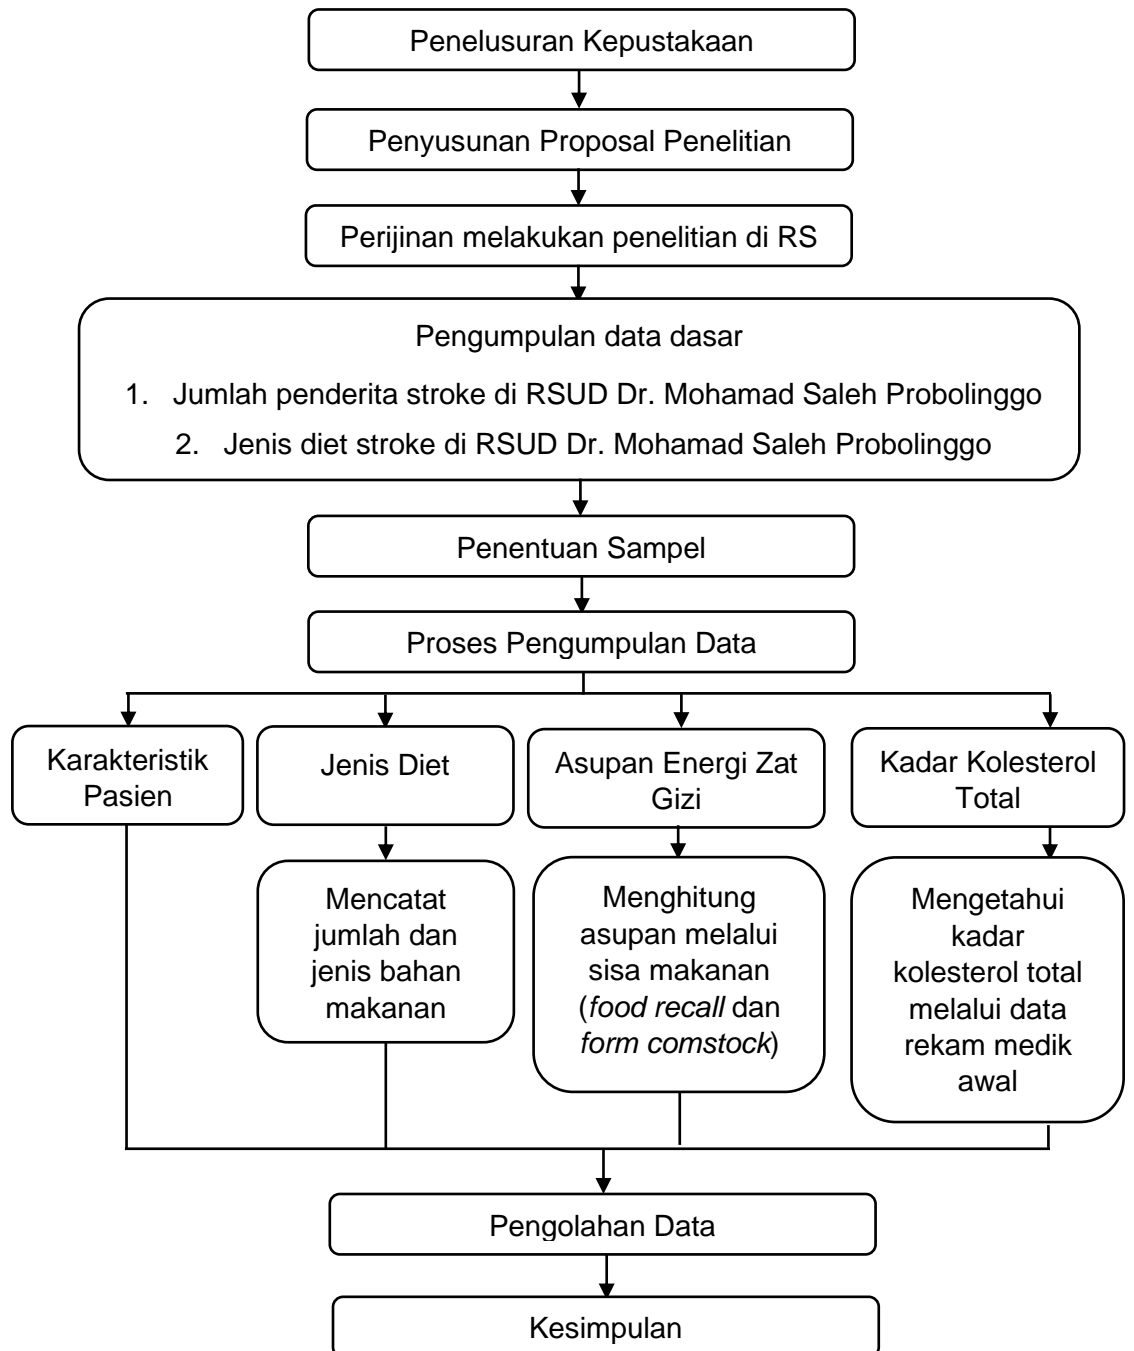 Penelusuran Kepustakaan
Penyusunan Proposal Penelitian
Perijinan melakukan penelitian di RS
Pengumpulan data dasar
1. Jumlah penderita stroke di RSUD Dr. Mohamad Saleh Probolinggo
2. Jenis diet stroke di RSUD Dr. Mohamad Saleh Probolinggo
Penentuan Sampel
Proses Pengumpulan Data
Karakteristik
Pasien
Jenis Diet
Asupan Energi Zat
Gizi
Kadar Kolesterol
Total
Mencatat
jumlah dan
jenis bahan
makanan
Menghitung
asupan melalui
sisa makanan
(food recall dan
form comstock)
Mengetahui
kadar
kolesterol total
melalui data
rekam medik
awal
Pengolahan Data
Kesimpulan